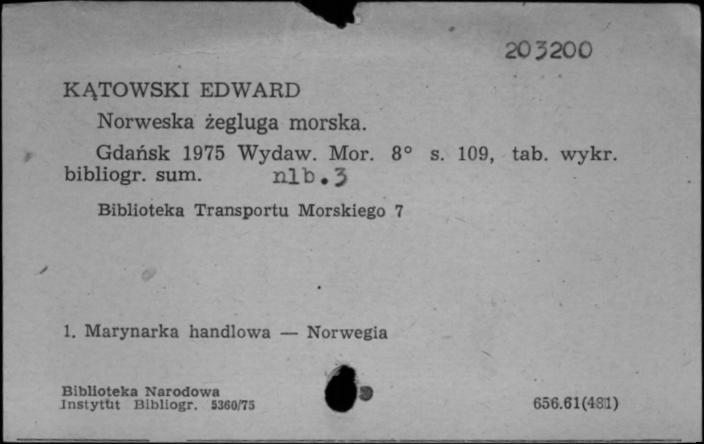 203200
KĄTOWSKI EDWARD
Norweska żegluga morska.
Gdańsk 1975 Wydaw. Mor. 8° s. 109, tab. wykr.
bibliogr. sum. nlb.3
Biblioteka Transportu Morskiego 7
1. Marynarka handlowa — Norwegia
Biblioteka Narodowa
Instytut Bibliogr. 5360/75
656.61(481)